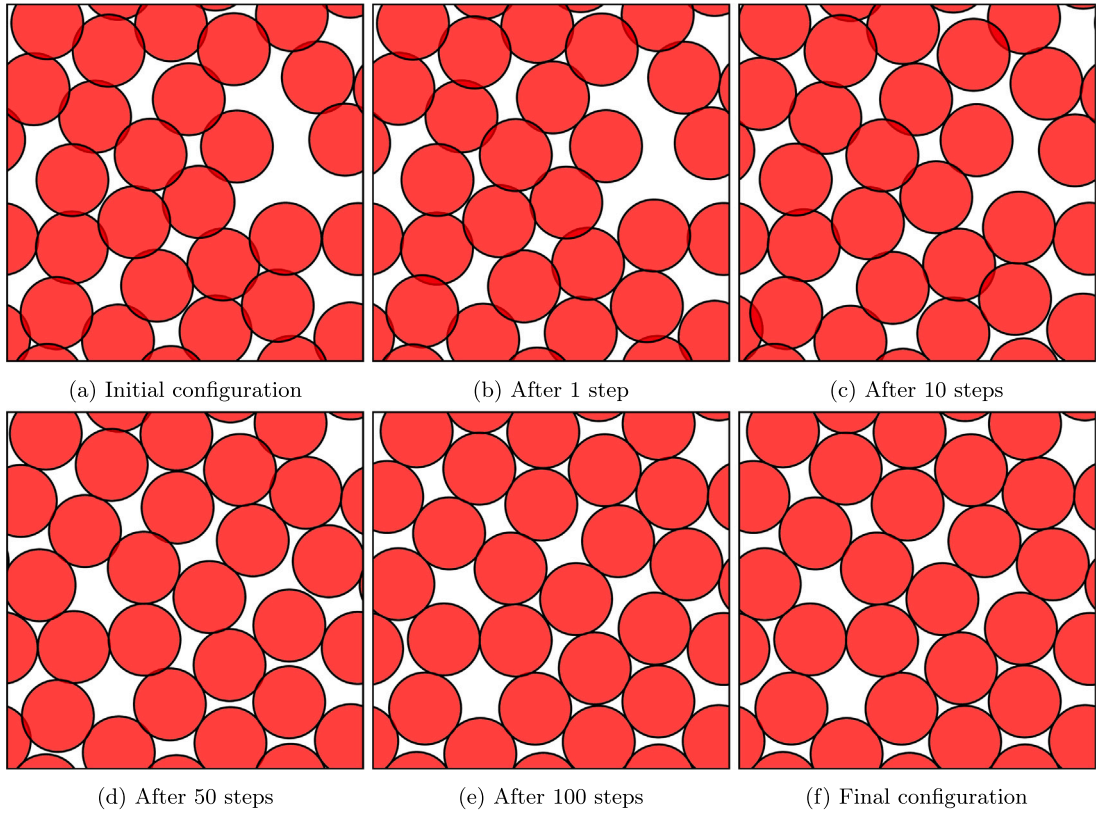 (a) Initial configuration
(b) After 1 step
(c) After 10 steps
(d) After 50 steps
(e) After 100 steps
(f) Final configuration